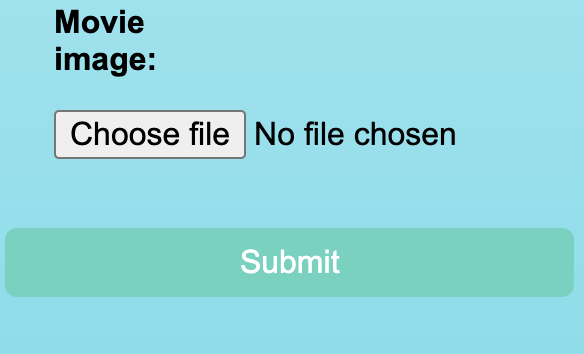 Movie
image:
Choose file No file chosen
Submit